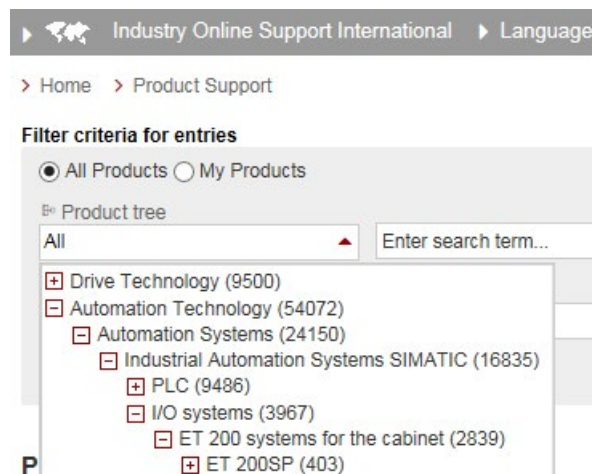 Industry Online Support International Language
> Home > Product Support
Filter criteria for entries
All Products My Products
Product tree
All Enter search term...
Drive Technology (9500)
Automation Technology (54072)
Automation Systems (24150)
Industrial Automation Systems SIMATIC (16835)
PLC (9486)
I/O systems (3967)
ET 200 systems for the cabinet (2839)
P ET 200SP (403)